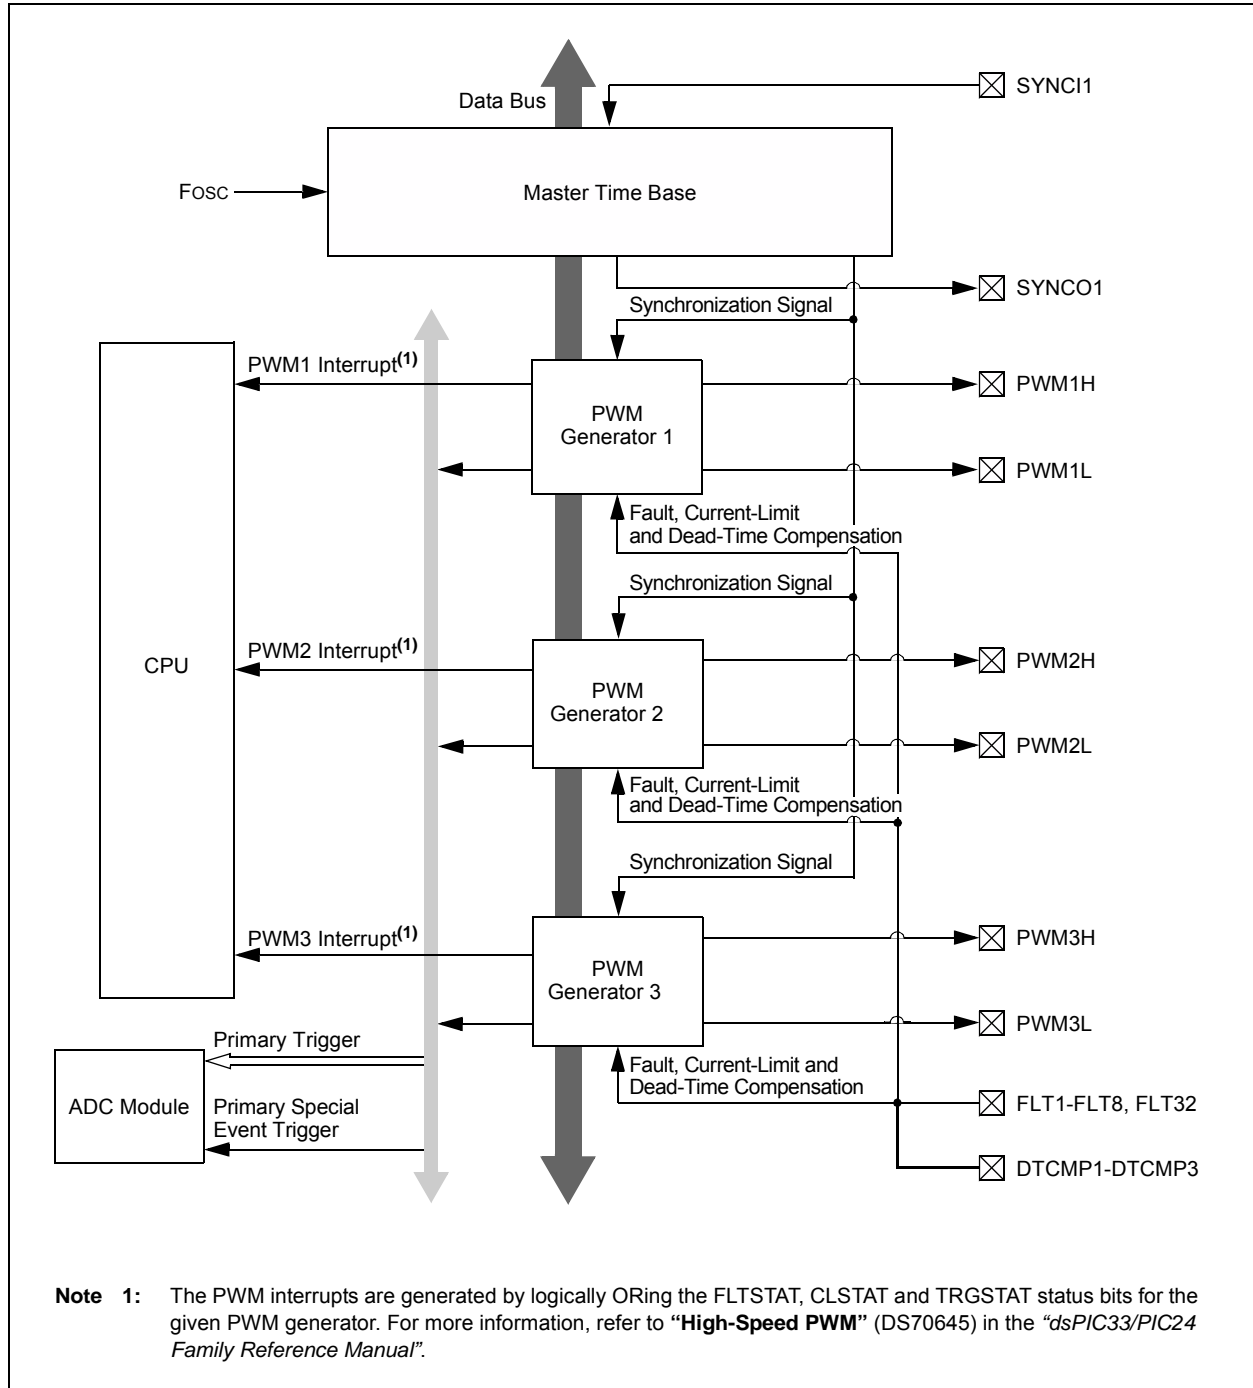 Data Bus
SYNCI1
Fosc
Master Time Base
SYNCO1
Synchronization Signal
PWM1 Interrupt(1)
PWM
Generator 1
PWM1H
PWM1L
Fault, Current-Limit
and Dead-Time Compensation
Synchronization Signal
CPU
PWM2 Interrupt(1)
PWM
Generator 2
PWM2H
PWM2L
Fault, Current-Limit
and Dead-Time Compensation
Synchronization Signal
PWM3 Interrupt(1)
PWM
Generator 3
PWM3H
PWM3L
Primary Trigger
Fault, Current-Limit and
Dead-Time Compensation
ADC Module
Primary Special
Event Trigger
FLT1-FLT8, FLT32
DTCMP1-DTCMP3
Note 1: The PWM interrupts are generated by logically ORing the FLTSTAT, CLSTAT and TRGSTAT status bits for the
given PWM generator. For more information, refer to “High-Speed PWM” (DS70645) in the “dsPIC33/PIC24
Family Reference Manual”.